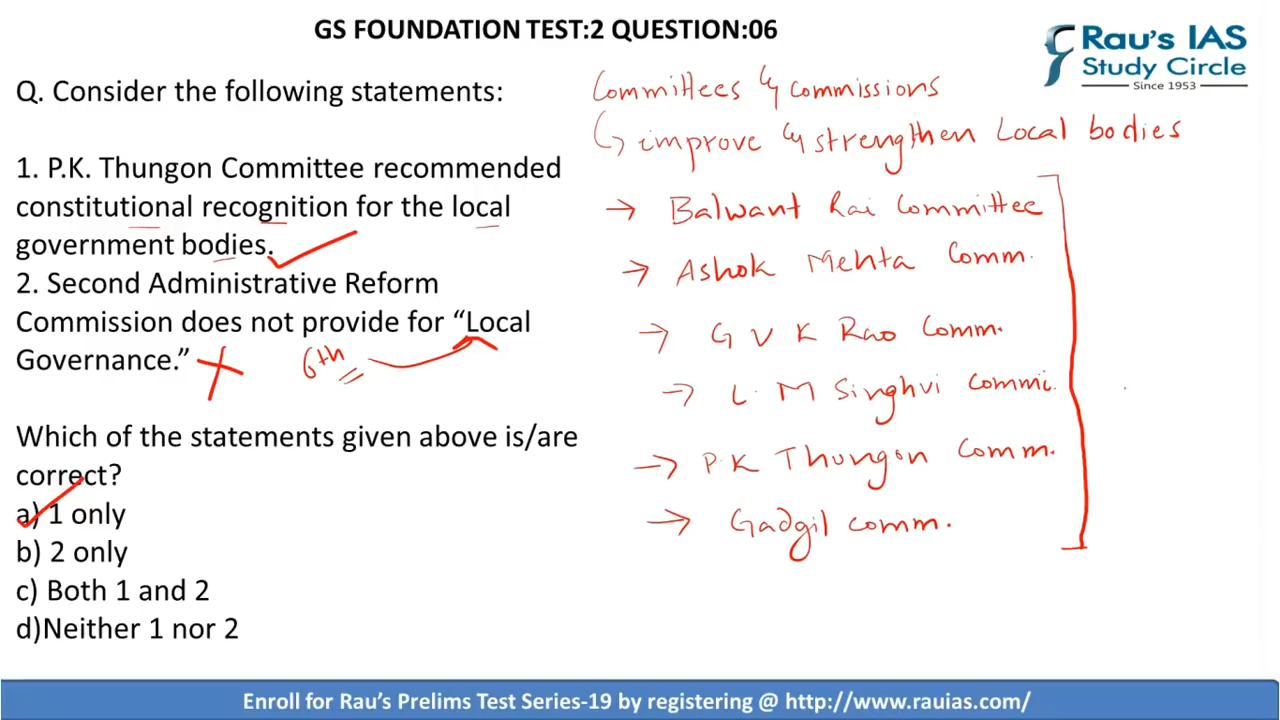 GS FOUNDATION TEST:2 QUESTION:06
Rau's IAS
Study Circle
Since 1953
Q. Consider the following statements:
1. P.K. Thungon Committee recommended
constitutional recognition for the local
government bodies.
2. Second Administrative Reform
Commission does not provide for “Local
Governance.”
6th
Which of the statements given above is/are
correct?
a) 1 only
b) 2 only
c) Both 1 and 2
d)Neither 1 nor 2
Committees & commissions
improve & strengthen Local bodies
→ Balwant Rai Committee
→ Ashok Mehta Comm.
→ G V K Rao Comm.
→ L. M Singhvi Commi.
→ P.K Thungon Comm.
→ Gadgil Comm.
Enroll for Rau’s Prelims Test Series-19 by registering @ http://www.rauias.com/